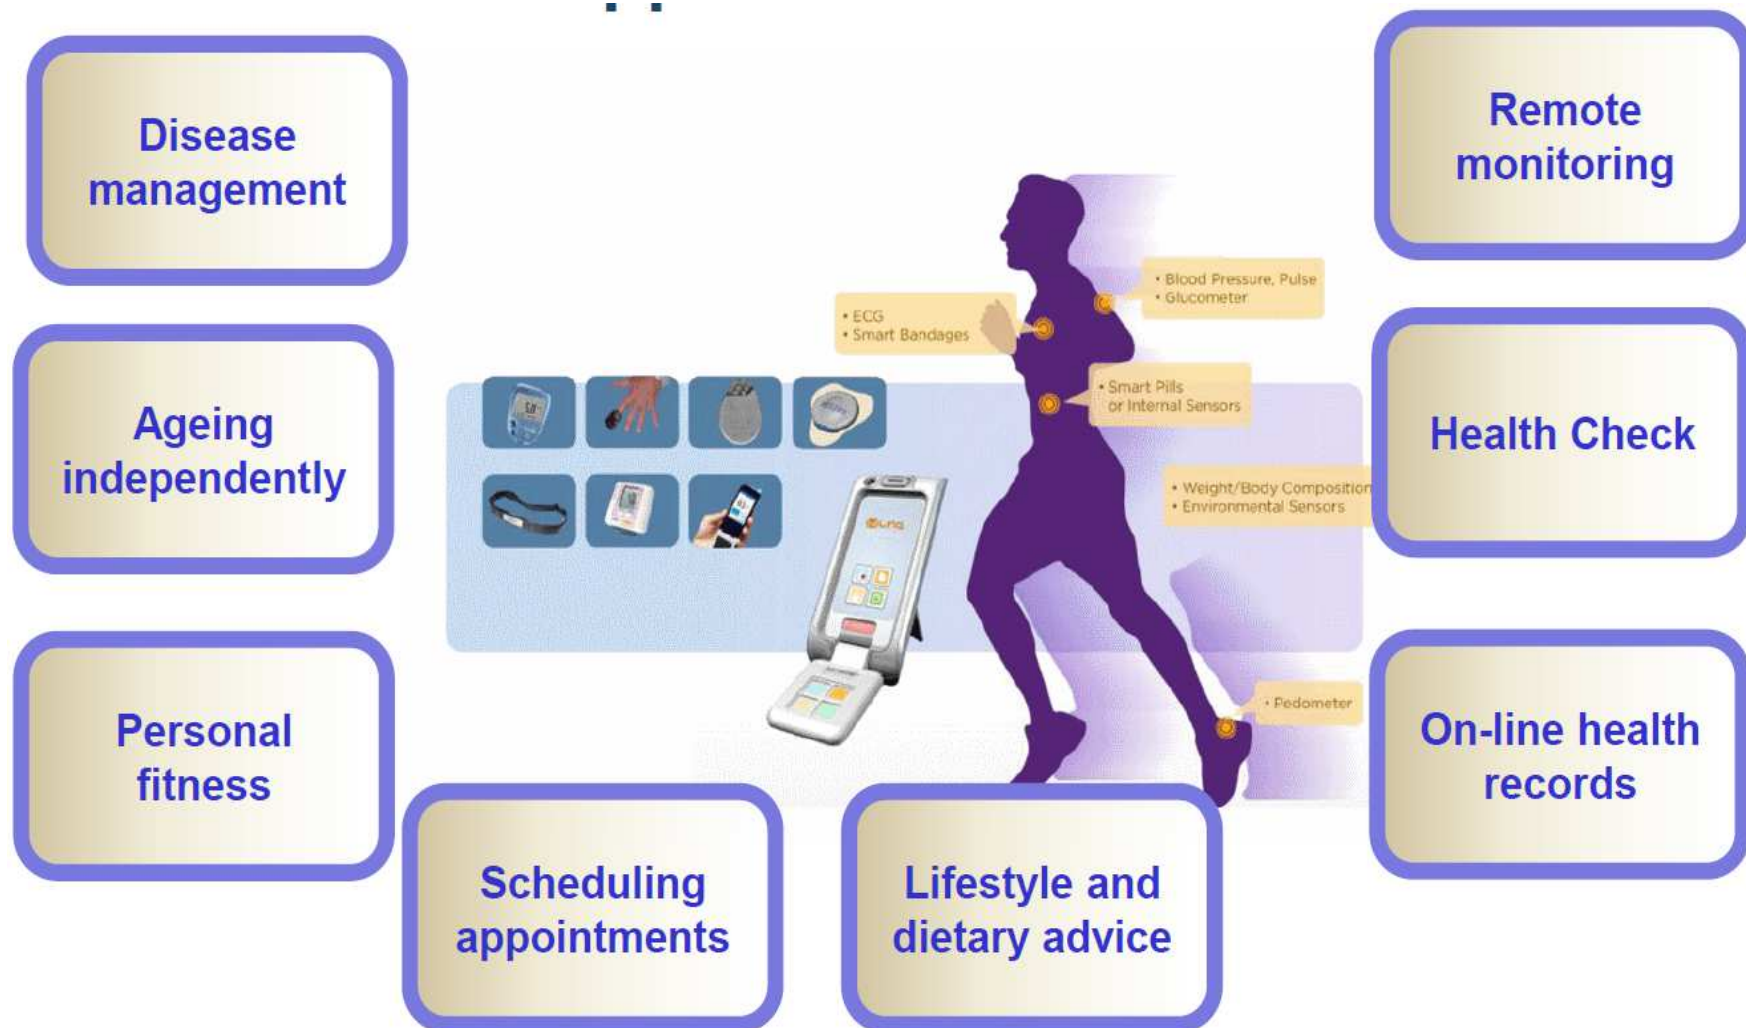 Disease
management
Remote
monitoring
• Blood Pressure, Pulse
• Glucometer
• ECG
• Smart Bandages
• Smart Pills
or Internal Sensors
Ageing
independently
Health Check
• Weight/Body Composition
• Environmental Sensors
Personal
fitness
• Pedometer
On-line health
records
Scheduling
appointments
Lifestyle and
dietary advice